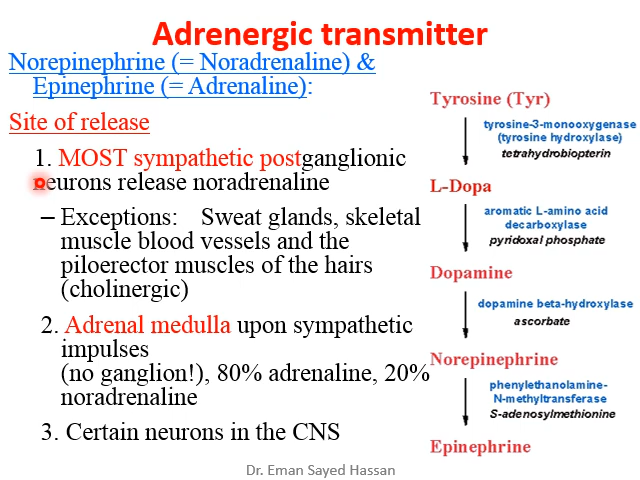 Adrenergic transmitter
Norepinephrine (= Noradrenaline) &
Epinephrine (= Adrenaline):
Site of release
1. MOST sympathetic postganglionic
neurons release noradrenaline
– Exceptions: Sweat glands, skeletal
muscle blood vessels and the
piloerector muscles of the hairs
(cholinergic)
2. Adrenal medulla upon sympathetic
impulses
(no ganglion!), 80% adrenaline, 20%
noradrenaline
3. Certain neurons in the CNS
Tyrosine (Tyr)
tyrosine-3-monooxygenase
(tyrosine hydroxylase)
tetrahydrobiopterin
L-Dopa
aromatic L-amino acid
decarboxylase
pyridoxal phosphate
Dopamine
dopamine beta-hydroxylase
ascorbate
Norepinephrine
phenylethanolamine-
N-methyltransferase
S-adenosylmethionine
Epinephrine
Dr. Eman Sayed Hassan